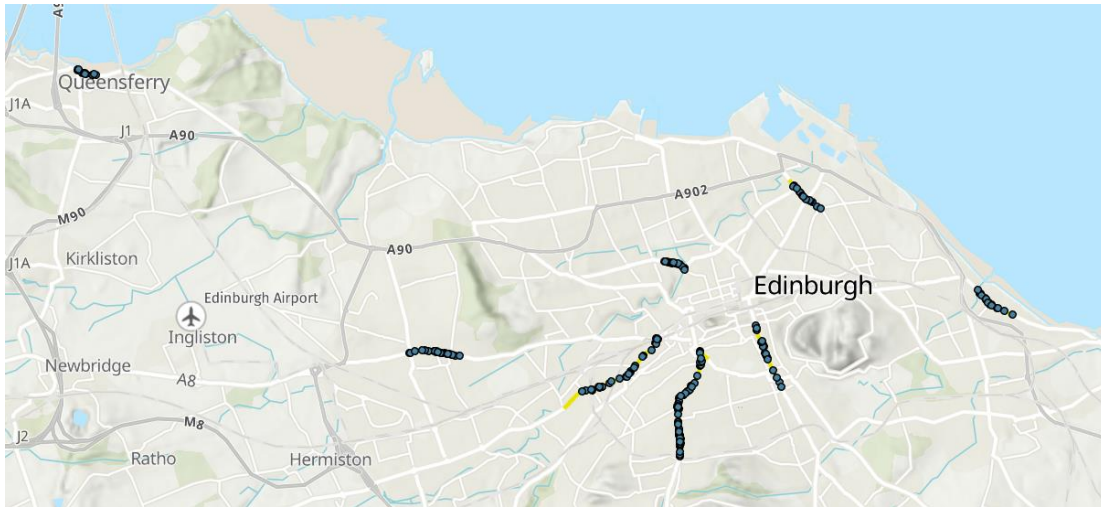 A9
Queensferry
J1A
J1
A90
A902
M90
A90
J1A
Kirkliston
Edinburgh
Edinburgh Airport
Ingliston
Newbridge
A8
M8
J2
Ratho
Hermiston